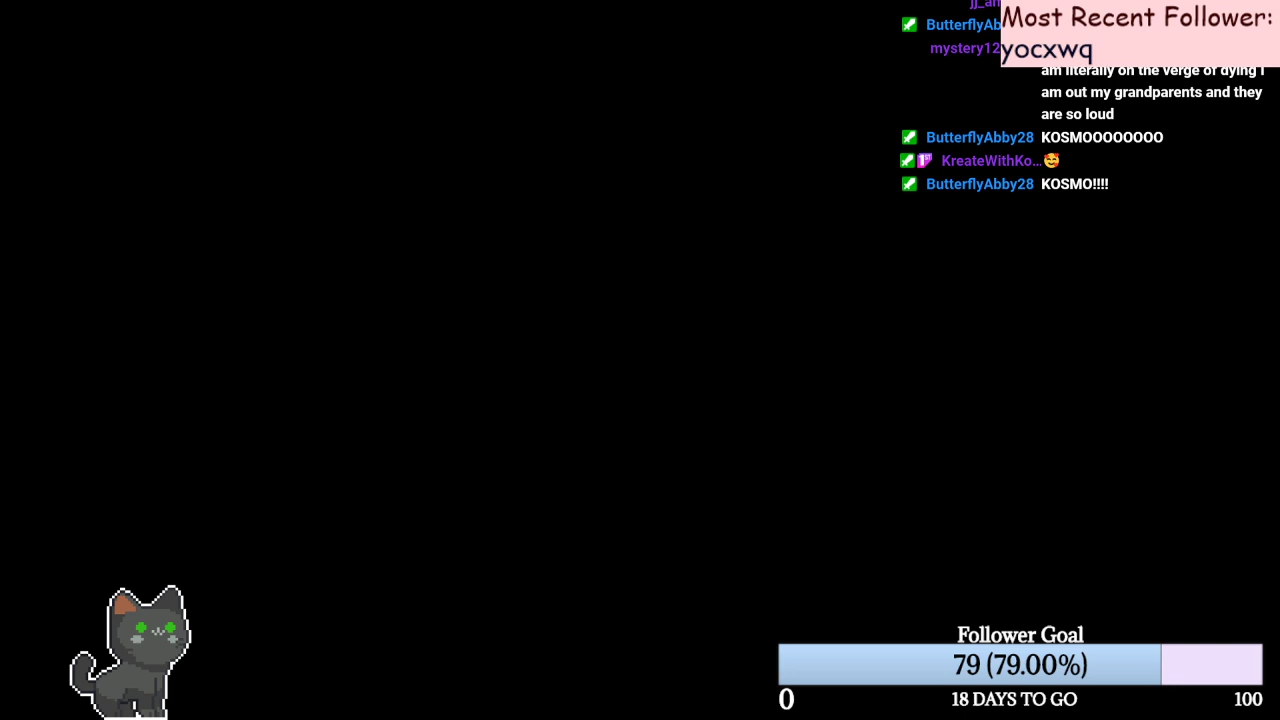 jj_an
ButterflyAb
Most Recent Follower:
mystery12
yocxwq
am literally on the verge of dying I
am out my grandparents and they
are so loud
ButterflyAbby28 KOSMOOOOOOOO
KreateWithKo… 🥰
ButterflyAbby28 KOSMO!!!!
Follower Goal
79 (79.00%)
0 18 DAYS TO GO 100